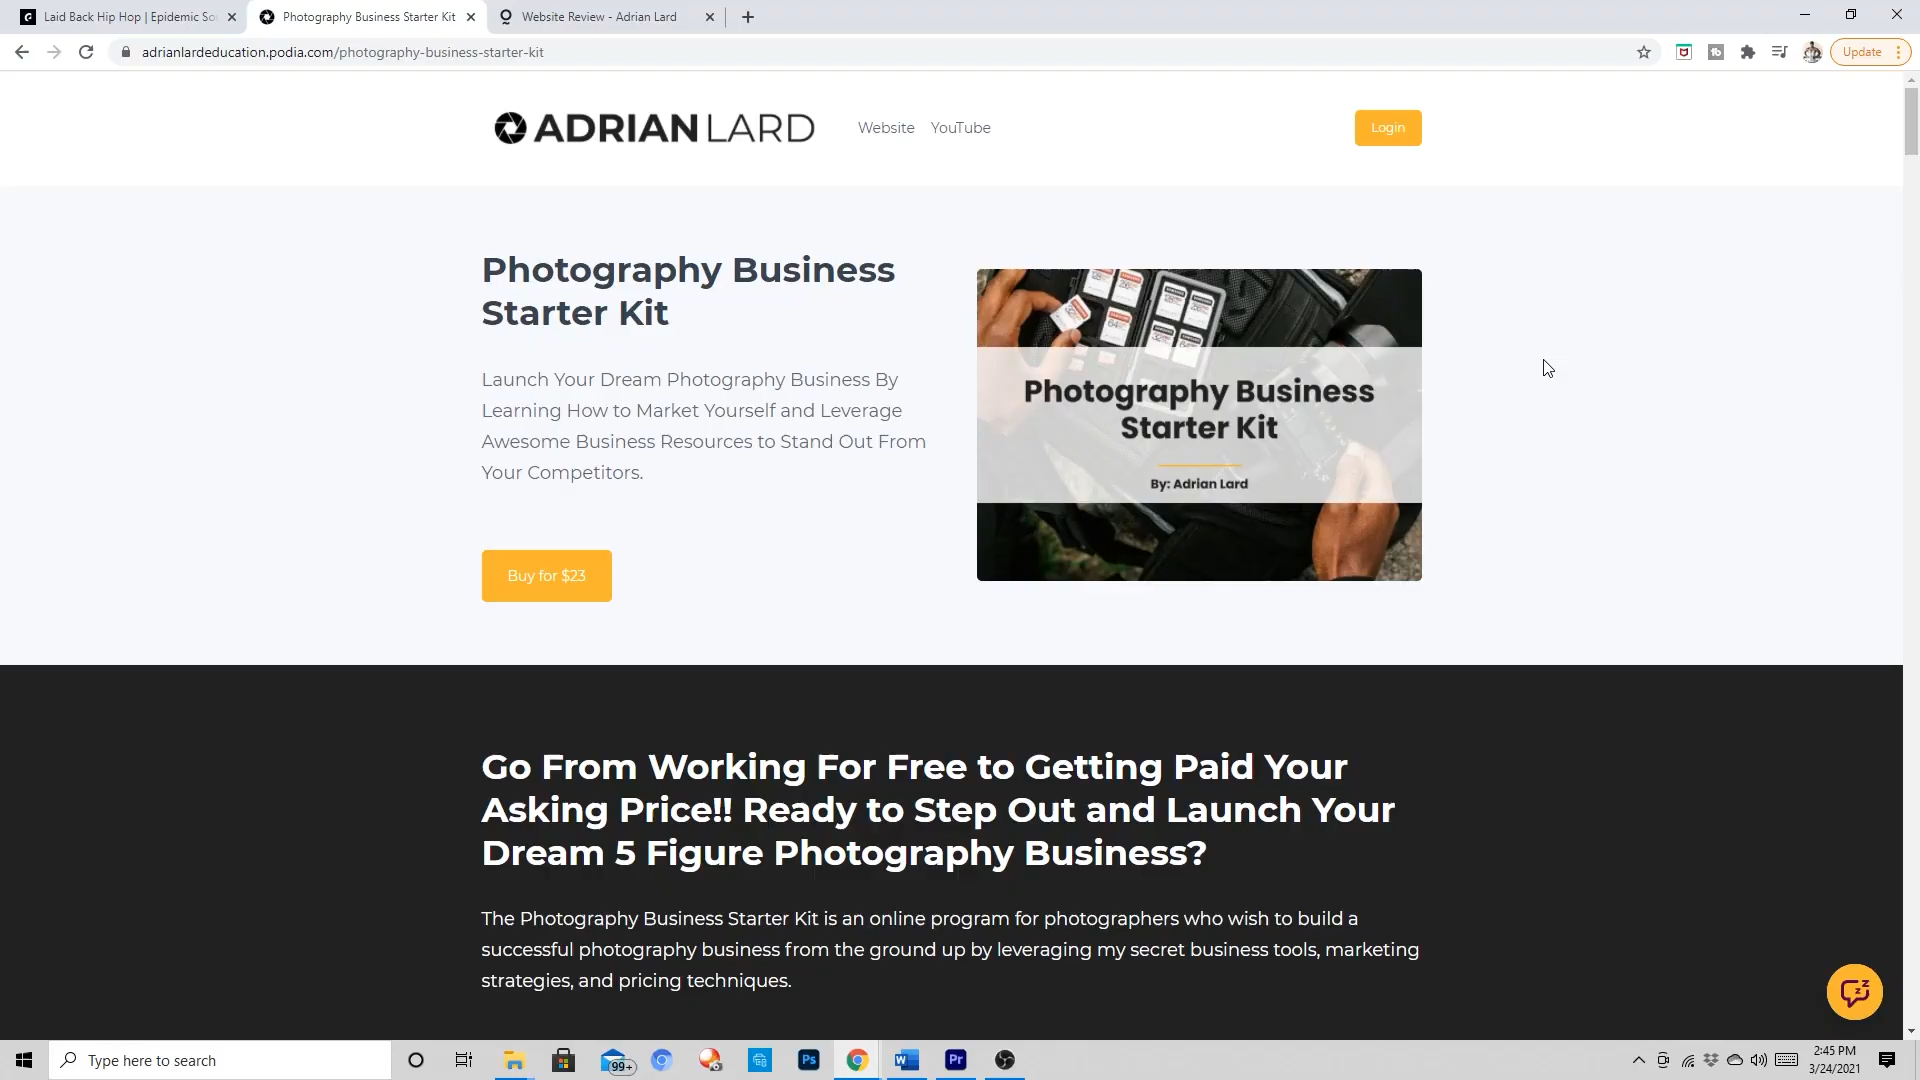 Laid Back Hip Hop | Epidemic So
Photography Business Starter Kit
Website Review - Adrian Lard
adrianlardeducation.podia.com/photography-business-starter-kit
Update
ADRIAN LARD
Website
YouTube
Login
Photography Business
Starter Kit
Launch Your Dream Photography Business By
Learning How to Market Yourself and Leverage
Awesome Business Resources to Stand Out From
Your Competitors.
Buy for $23
Photography Business
Starter Kit
By: Adrian Lard
Go From Working For Free to Getting Paid Your
Asking Price!! Ready to Step Out and Launch Your
Dream 5 Figure Photography Business?
The Photography Business Starter Kit is an online program for photographers who wish to build a
successful photography business from the ground up by leveraging my secret business tools, marketing
strategies, and pricing techniques.
Type here to search
99+
Ps
W
Pr
2:45 PM
3/24/2021